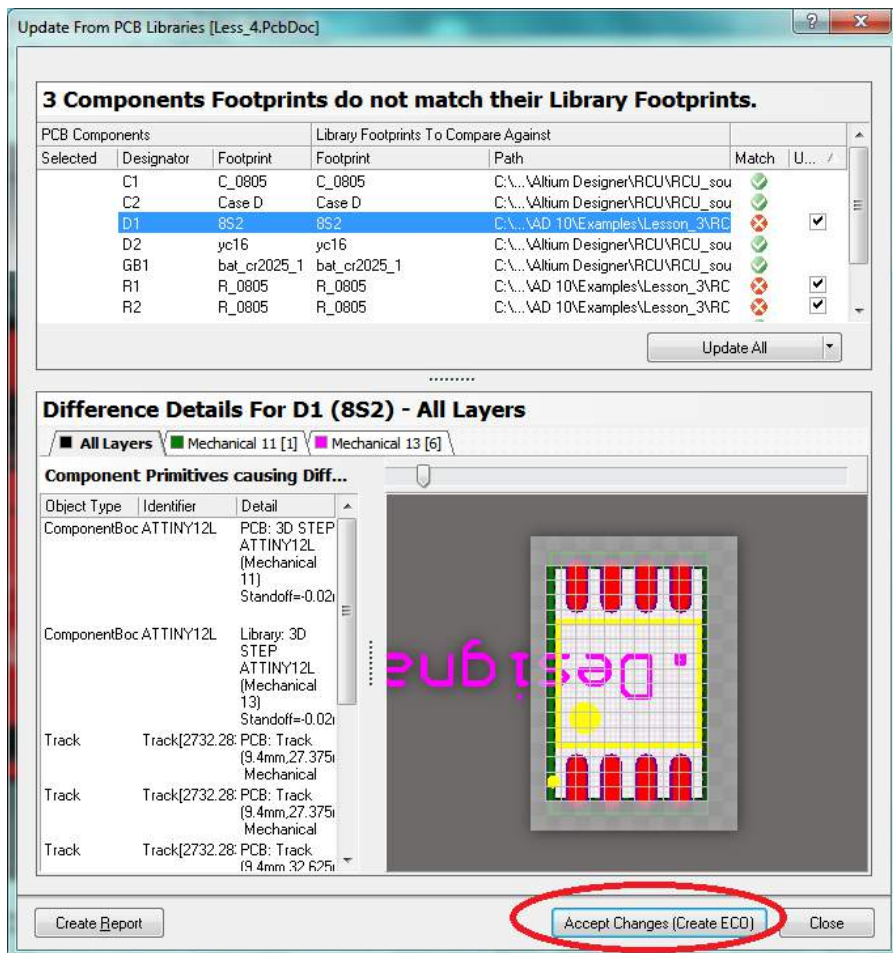 Update From PCB Libraries [Less_4.PcbDoc]
3 Components Footprints do not match their Library Footprints.
PCB Components Library Footprints To Compare Against
Selected Designator Footprint Footprint Path Match U...
C1 C_0805 C_0805 C:\...\Altium Designer\RCU\RCU_sou
C2 Case D Case D C:\...\Altium Designer\RCU\RCU_sou
D1 8S2 8S2 C:\...\AD 10\Examples\Lesson_3\RC
D2 yc16 yc16 C:\...\Altium Designer\RCU\RCU_sou
GB1 bat_cr2025_1 bat_cr2025_1 C:\...\Altium Designer\RCU\RCU_sou
R1 R_0805 R_0805 C:\...\AD 10\Examples\Lesson_3\RC
R2 R_0805 R_0805 C:\...\AD 10\Examples\Lesson_3\RC
Update All
Difference Details For D1 (8S2) - All Layers
All Layers Mechanical 11 [1] Mechanical 13 [6]
Component Primitives causing Diff...
Object Type Identifier Detail
ComponentBoc ATTINY12L PCB: 3D STEP
ATTINY12L
(Mechanical
11)
Standoff=-0.02
ComponentBoc ATTINY12L Library: 3D
STEP
ATTINY12L
(Mechanical
13)
Standoff=-0.02
Track Track[2732.28: PCB: Track
(9.4mm,27.375
Mechanical
Track Track[2732.28: PCB: Track
(9.4mm,27.375
Mechanical
Track Track[2732.28: PCB: Track
(9.4mm 32.625
".Designa
Create Report Accept Changes (Create ECO) Close